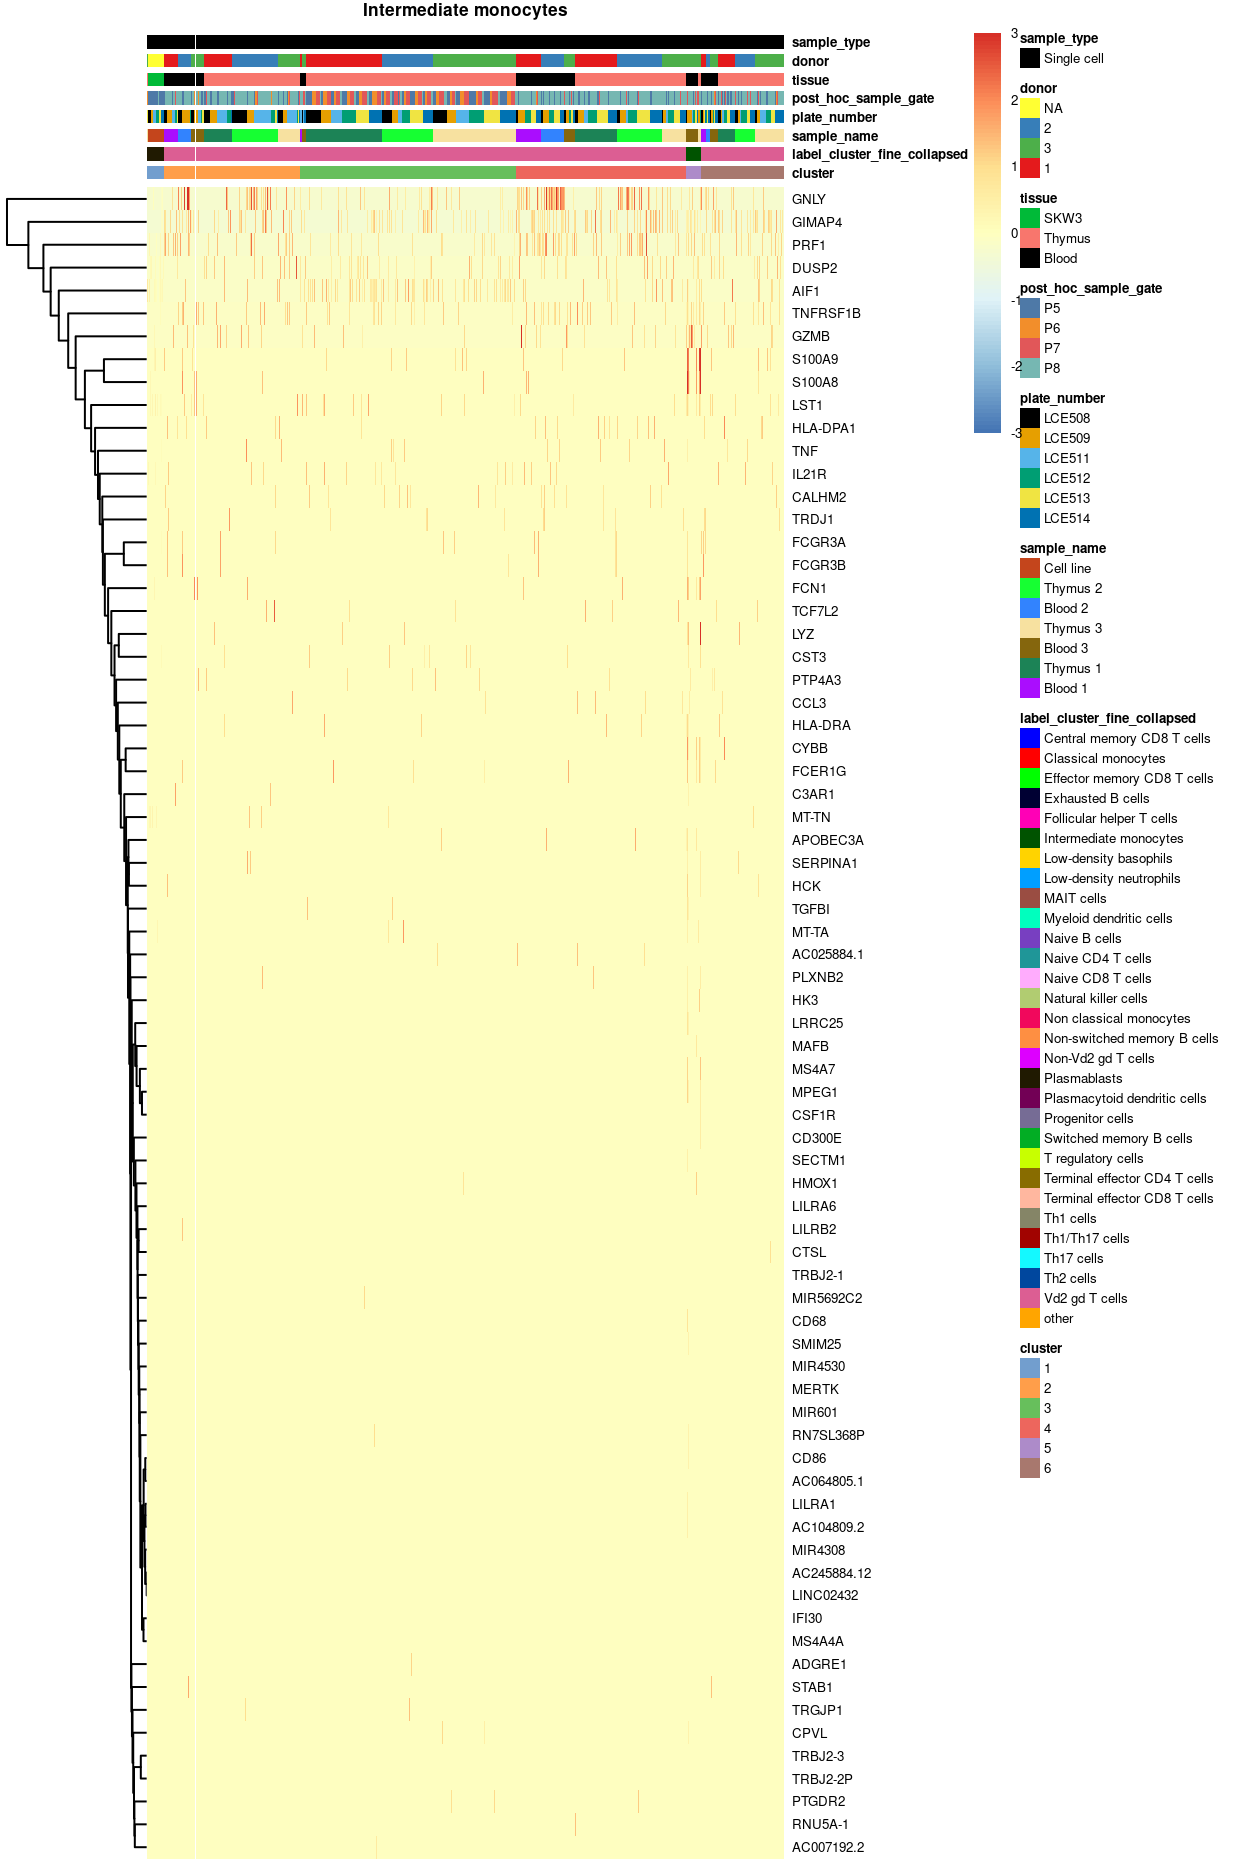 Intermediate monocytes
sample_type
donor
tissue
post_hoc_sample_gate
plate_number
sample_name
label_cluster_fine_collapsed
cluster
GNLY
GIMAP4
PRF1
DUSP2
AIF1
TNFRSF1B
GZMB
S100A9
S100A8
LST1
HLA-DPA1
TNF
IL21R
CALHM2
TRDJ1
FCGR3A
FCGR3B
FCN1
TCF7L2
LYZ
CST3
PTP4A3
CCL3
HLA-DRA
CYBB
FCER1G
C3AR1
MT-TN
APOBEC3A
SERPINA1
HCK
TGFBI
MT-TA
AC025884.1
PLXNB2
HK3
LRRC25
MAFB
MS4A7
MPEG1
CSF1R
CD300E
SECTM1
HMOX1
LILRA6
LILRB2
CTSL
TRBJ2-1
MIR5692C2
CD68
SMIM25
MIR4530
MERTK
MIR601
RN7SL368P
CD86
AC064805.1
LILRA1
AC104809.2
MIR4308
AC245884.12
LINC02432
IFI30
MS4A4A
ADGRE1
STAB1
TRGJP1
CPVL
TRBJ2-3
TRBJ2-2P
PTGDR2
RNU5A-1
AC007192.2
3
2
1
0
-1
-2
-3
sample_type
Single cell
donor
NA
2
3
1
tissue
SKW3
Thymus
Blood
post_hoc_sample_gate
P5
P6
P7
P8
plate_number
LCE508
LCE509
LCE511
LCE512
LCE513
LCE514
sample_name
Cell line
Thymus 2
Blood 2
Thymus 3
Blood 3
Thymus 1
Blood 1
label_cluster_fine_collapsed
Central memory CD8 T cells
Classical monocytes
Effector memory CD8 T cells
Exhausted B cells
Follicular helper T cells
Intermediate monocytes
Low-density basophils
Low-density neutrophils
MAIT cells
Myeloid dendritic cells
Naive B cells
Naive CD4 T cells
Naive CD8 T cells
Natural killer cells
Non classical monocytes
Non-switched memory B cells
Non-Vd2 gd T cells
Plasmablasts
Plasmacytoid dendritic cells
Progenitor cells
Switched memory B cells
T regulatory cells
Terminal effector CD4 T cells
Terminal effector CD8 T cells
Th1 cells
Th1/Th17 cells
Th17 cells
Th2 cells
Vd2 gd T cells
other
cluster
1
2
3
4
5
6